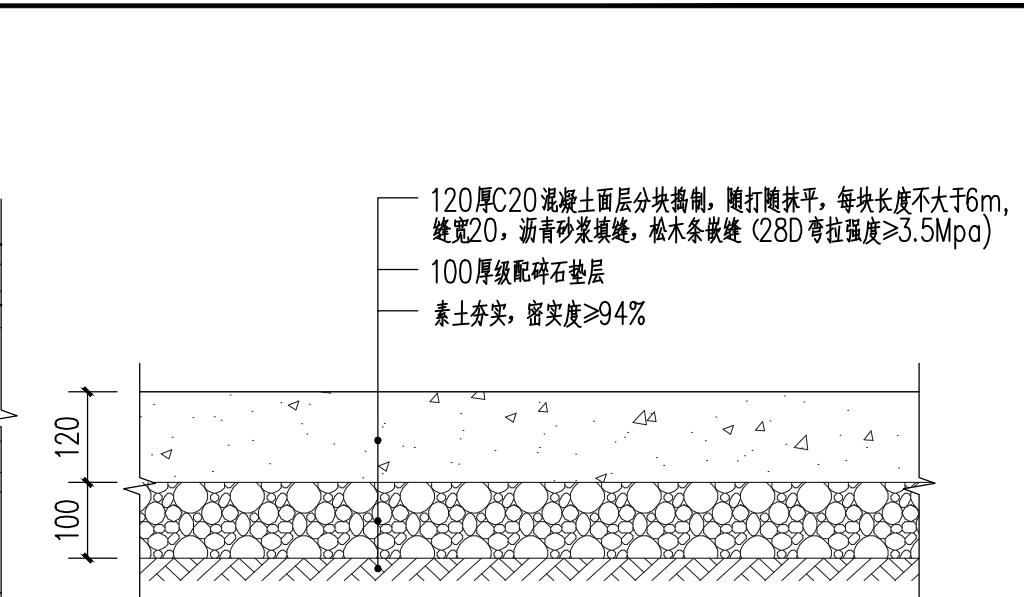 120厚C20混凝土面层分块捣制，随打随抹平，每块长度不大于6m，
缝宽20，沥青砂浆填缝，松木条嵌缝（28D弯拉强度≥3.5Mpa）
100厚级配碎石垫层
素土夯实，密实度≥94%
120
100